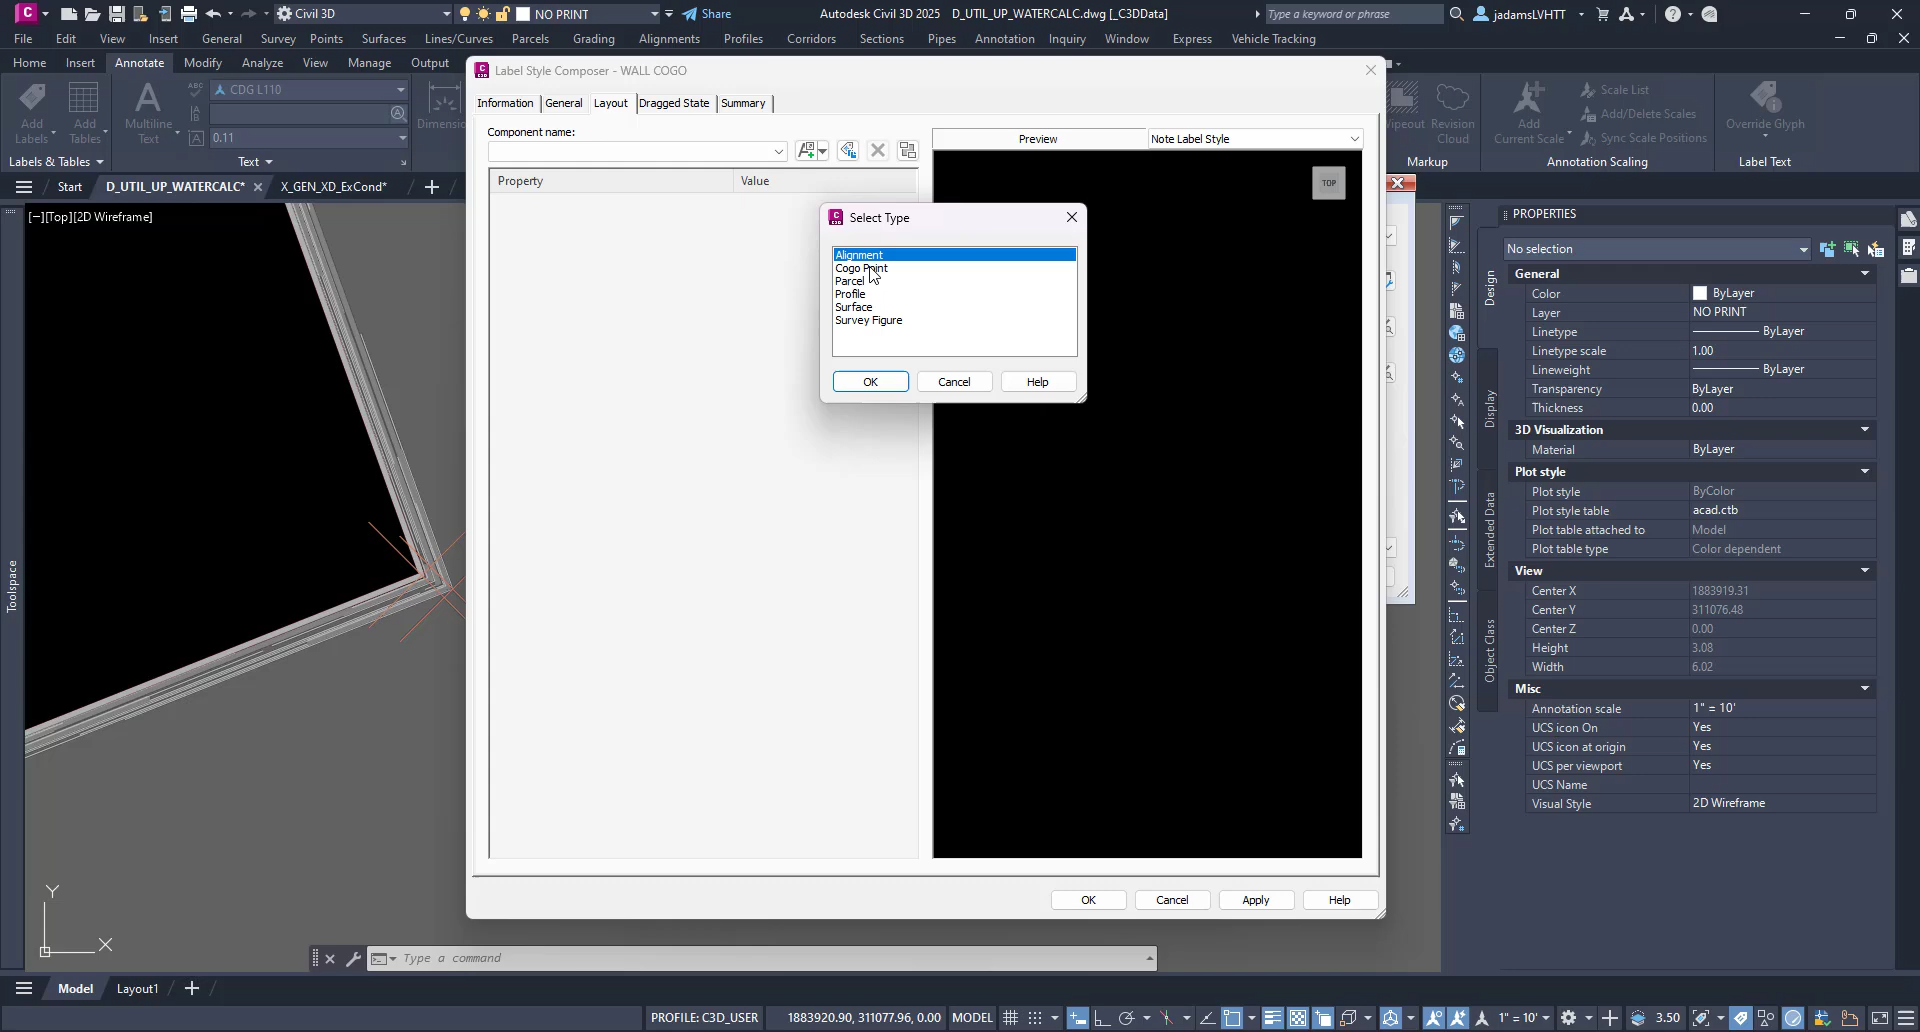 Civil 3D
NO PRINT
Share
Autodesk Civil 3D 2025 D_UTIL_UP_WATERCALC.dwg [_C3DData]
Type a keyword or phrase
jadamsLVHTT
File Edit View Insert General Survey Points Surfaces Lines/Curves Parcels Grading Alignments Profiles Corridors Sections Pipes Annotation Inquiry Window Express Vehicle Tracking
Home Insert Annotate Modify Analyze View Manage Output
Label Style Composer - WALL COGO
Add
Labels
Add
Tables
Multiline
Text
CDG L110
0.11
Dimension
Labels & Tables
Text
Wipeout
Revision
Cloud
Markup
Add
Current Scale
Scale List
Add/Delete Scales
Sync Scale Positions
Annotation Scaling
Override Glyph
Label Text
Start
D_UTIL_UP_WATERCALC*
X_GEN_XD_ExCond*
[−][Top][2D Wireframe]
Toolspace
Information General Layout Dragged State Summary
Component name:
Preview
Note Label Style
Property Value
TOP
Select Type
Alignment
Cogo Point
Parcel
Profile
Surface
Survey Figure
OK Cancel Help
OK Cancel Apply Help
PROPERTIES
No selection
Design
Display
Extended Data
Object Class
General
Color ByLayer
Layer NO PRINT
Linetype ByLayer
Linetype scale 1.00
Lineweight ByLayer
Transparency ByLayer
Thickness 0.00
3D Visualization
Material ByLayer
Plot style
Plot style ByColor
Plot style table acad.ctb
Plot table attached to Model
Plot table type Color dependent
View
Center X 1883919.31
Center Y 311076.48
Center Z 0.00
Height 3.08
Width 6.02
Misc
Annotation scale 1" = 10'
UCS icon On Yes
UCS icon at origin Yes
UCS per viewport Yes
UCS Name
Visual Style 2D Wireframe
Y
X
Type a command
Model
Layout1
PROFILE: C3D_USER
1883920.90, 311077.96, 0.00
MODEL
1" = 10'
3.50